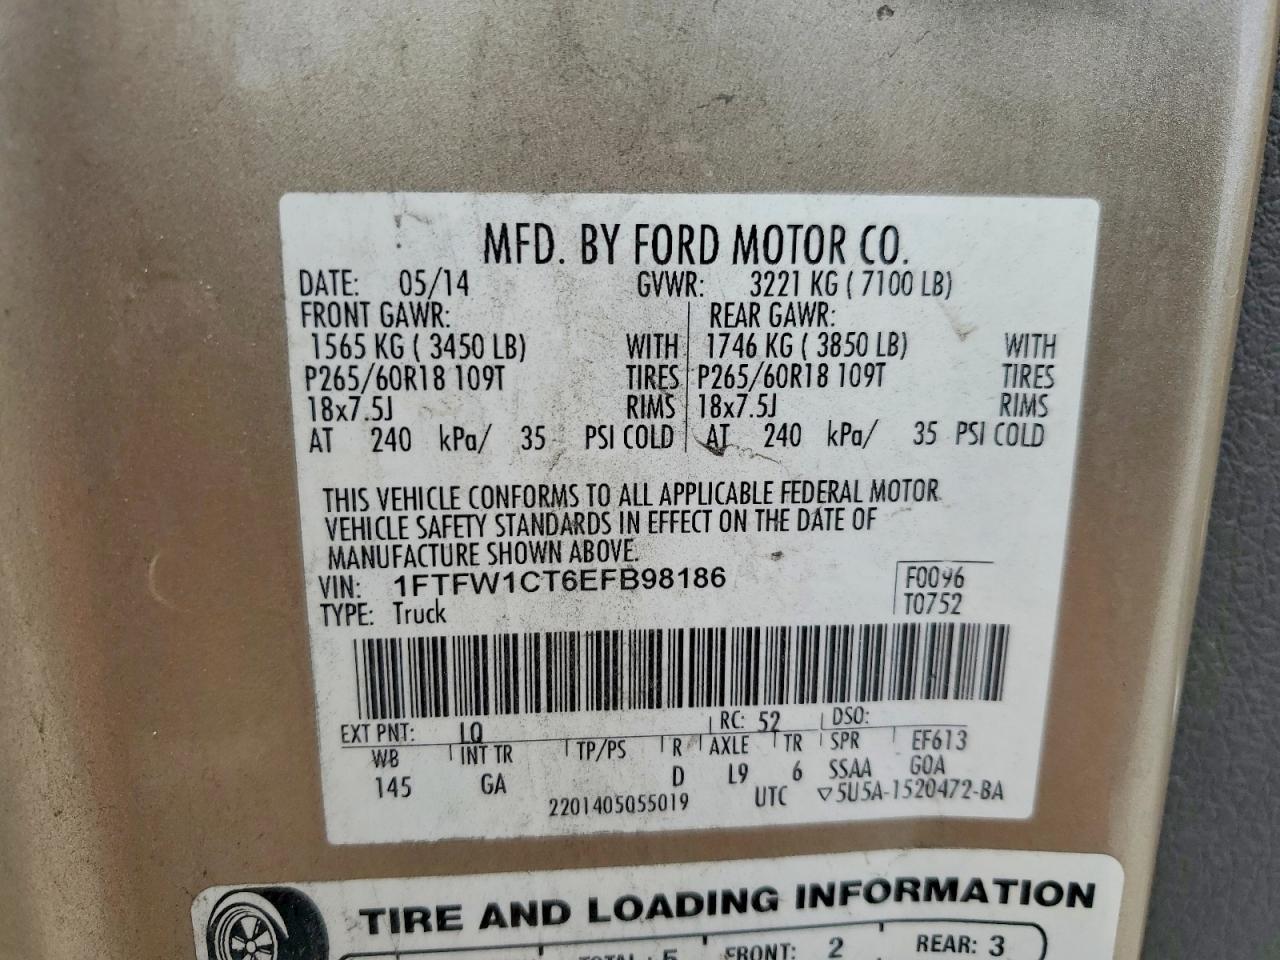 MFD. BY FORD MOTOR CO.
DATE: 05/14 GVWR: 3221 KG ( 7100 LB)
FRONT GAWR: REAR GAWR:
1565 KG ( 3450 LB) WITH 1746 KG ( 3850 LB) WITH
P265/60R18 109T TIRES P265/60R18 109T TIRES
18x7.5J RIMS 18x7.5J RIMS
AT 240 kPa/ 35 PSI COLD AT 240 kPa/ 35 PSI COLD
THIS VEHICLE CONFORMS TO ALL APPLICABLE FEDERAL MOTOR
VEHICLE SAFETY STANDARDS IN EFFECT ON THE DATE OF
MANUFACTURE SHOWN ABOVE.
VIN: 1FTFW1CT6EFB98186 F0096
TYPE: Truck T0752
EXT PNT: LQ RC: 52 DSO:
WB INT TR TP/PS R AXLE TR SPR EF613
145 GA D L9 6 SSAA GOA
2201405055019 UTC ▽5U5A-1520472-BA
TIRE AND LOADING INFORMATION
TOTAL: 5 FRONT: 2 REAR: 3